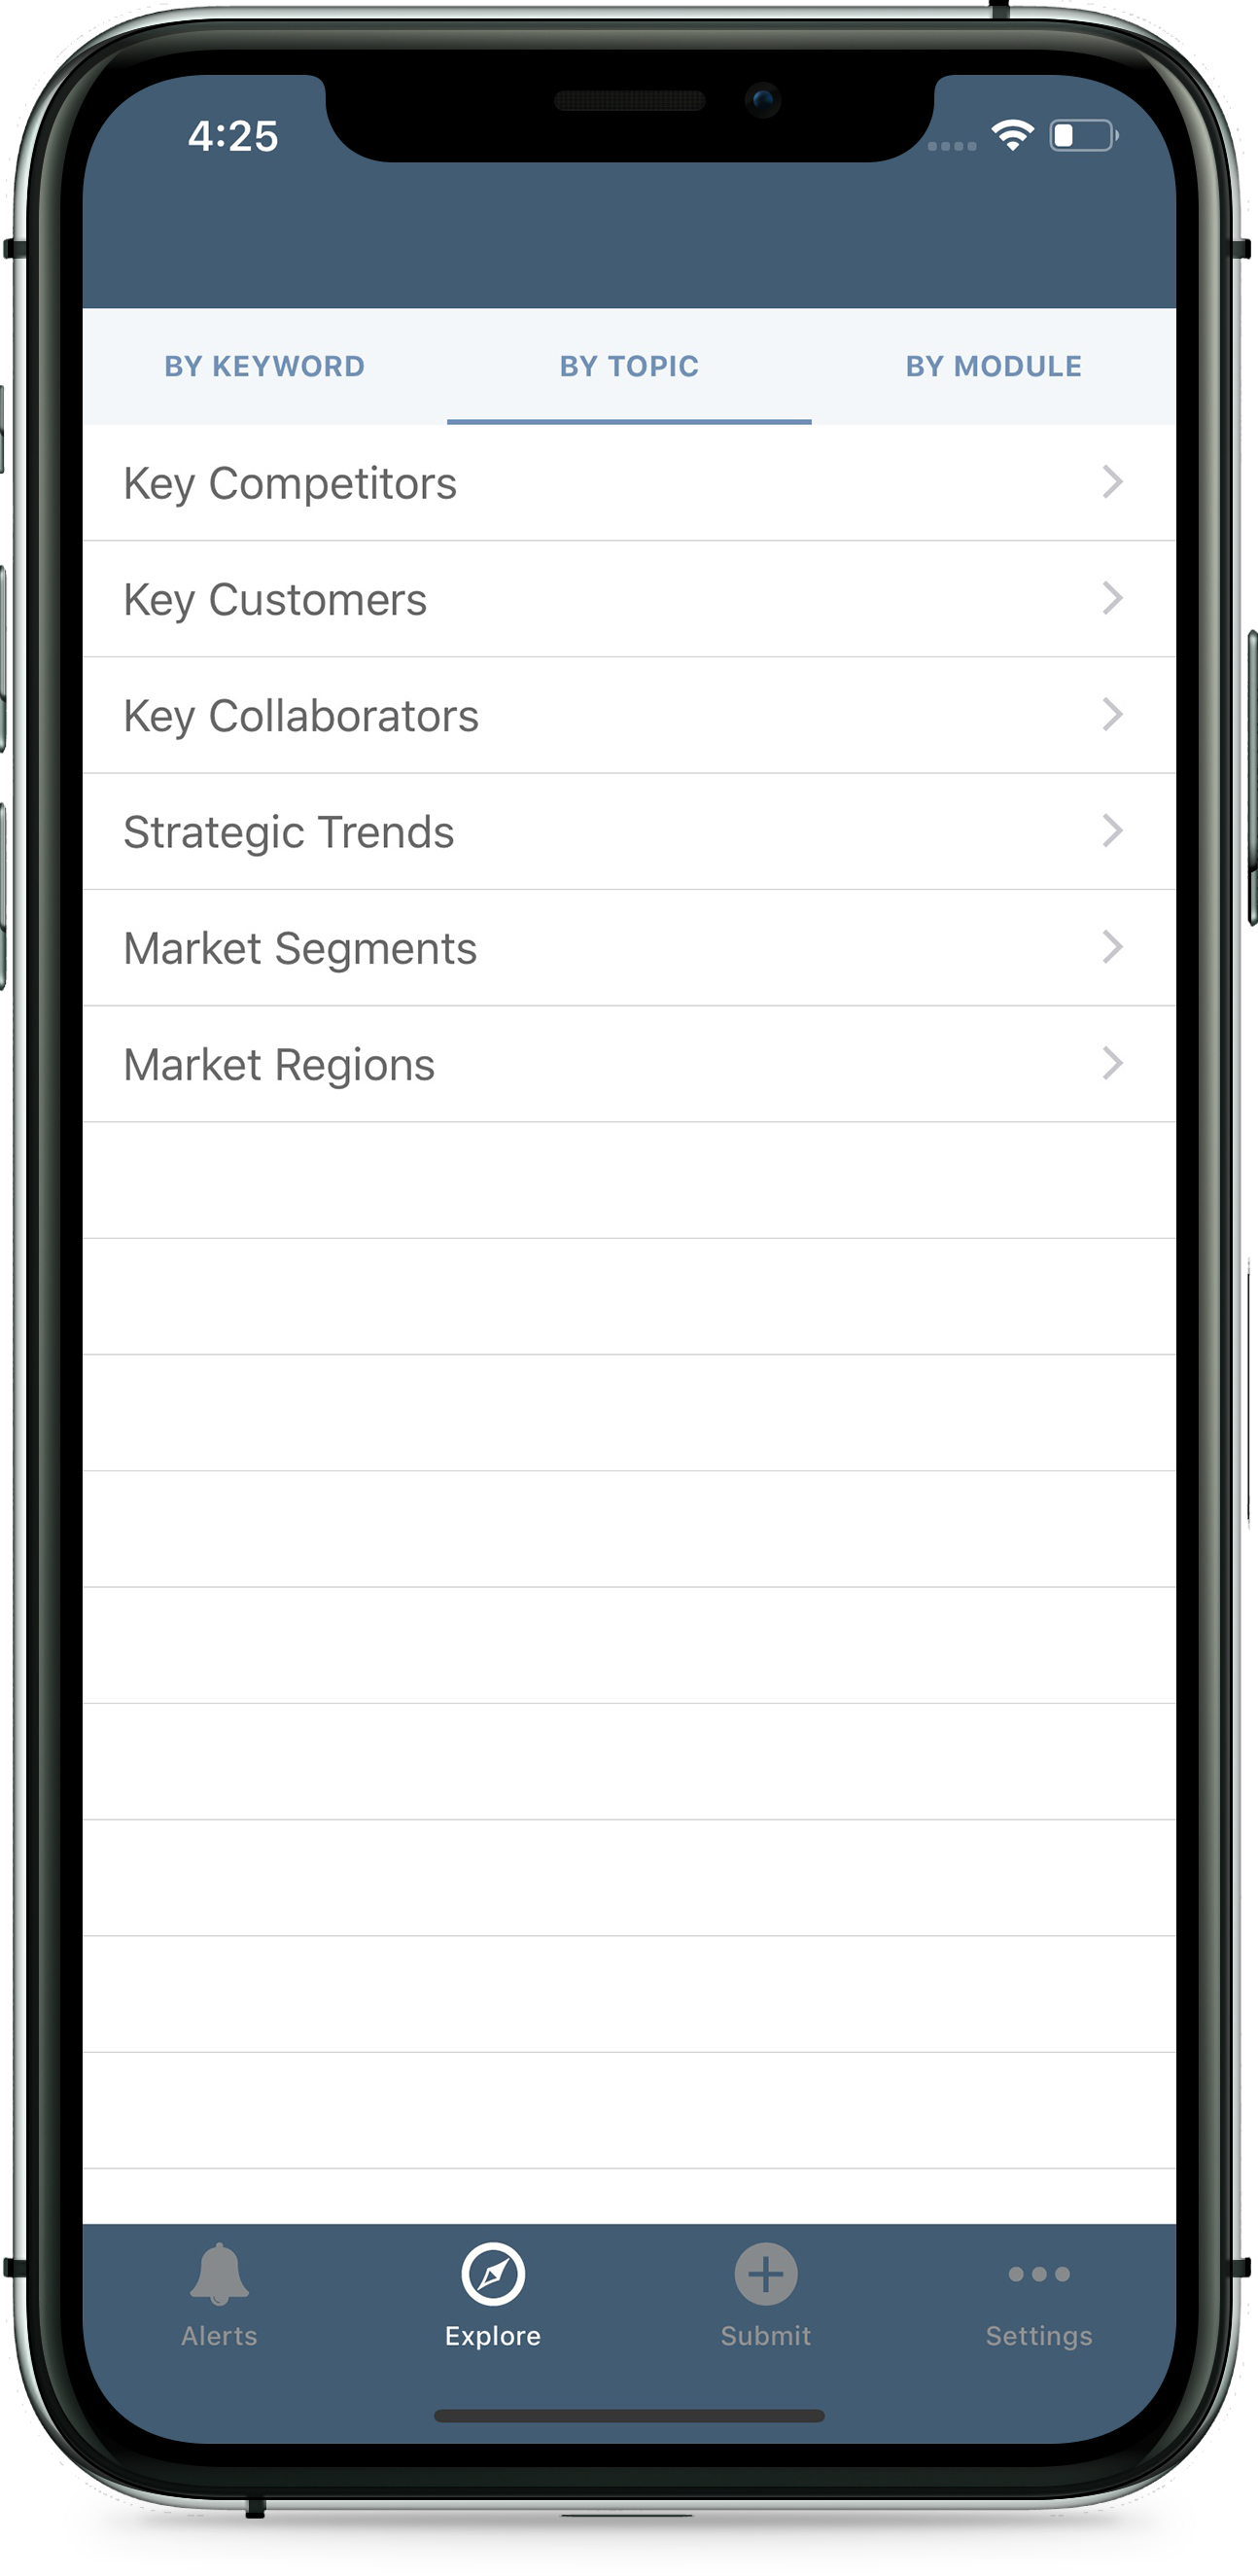 4:25
BY KEYWORD BY TOPIC BY MODULE
Key Competitors
Key Customers
Key Collaborators
Strategic Trends
Market Segments
Market Regions
Alerts Explore Submit Settings